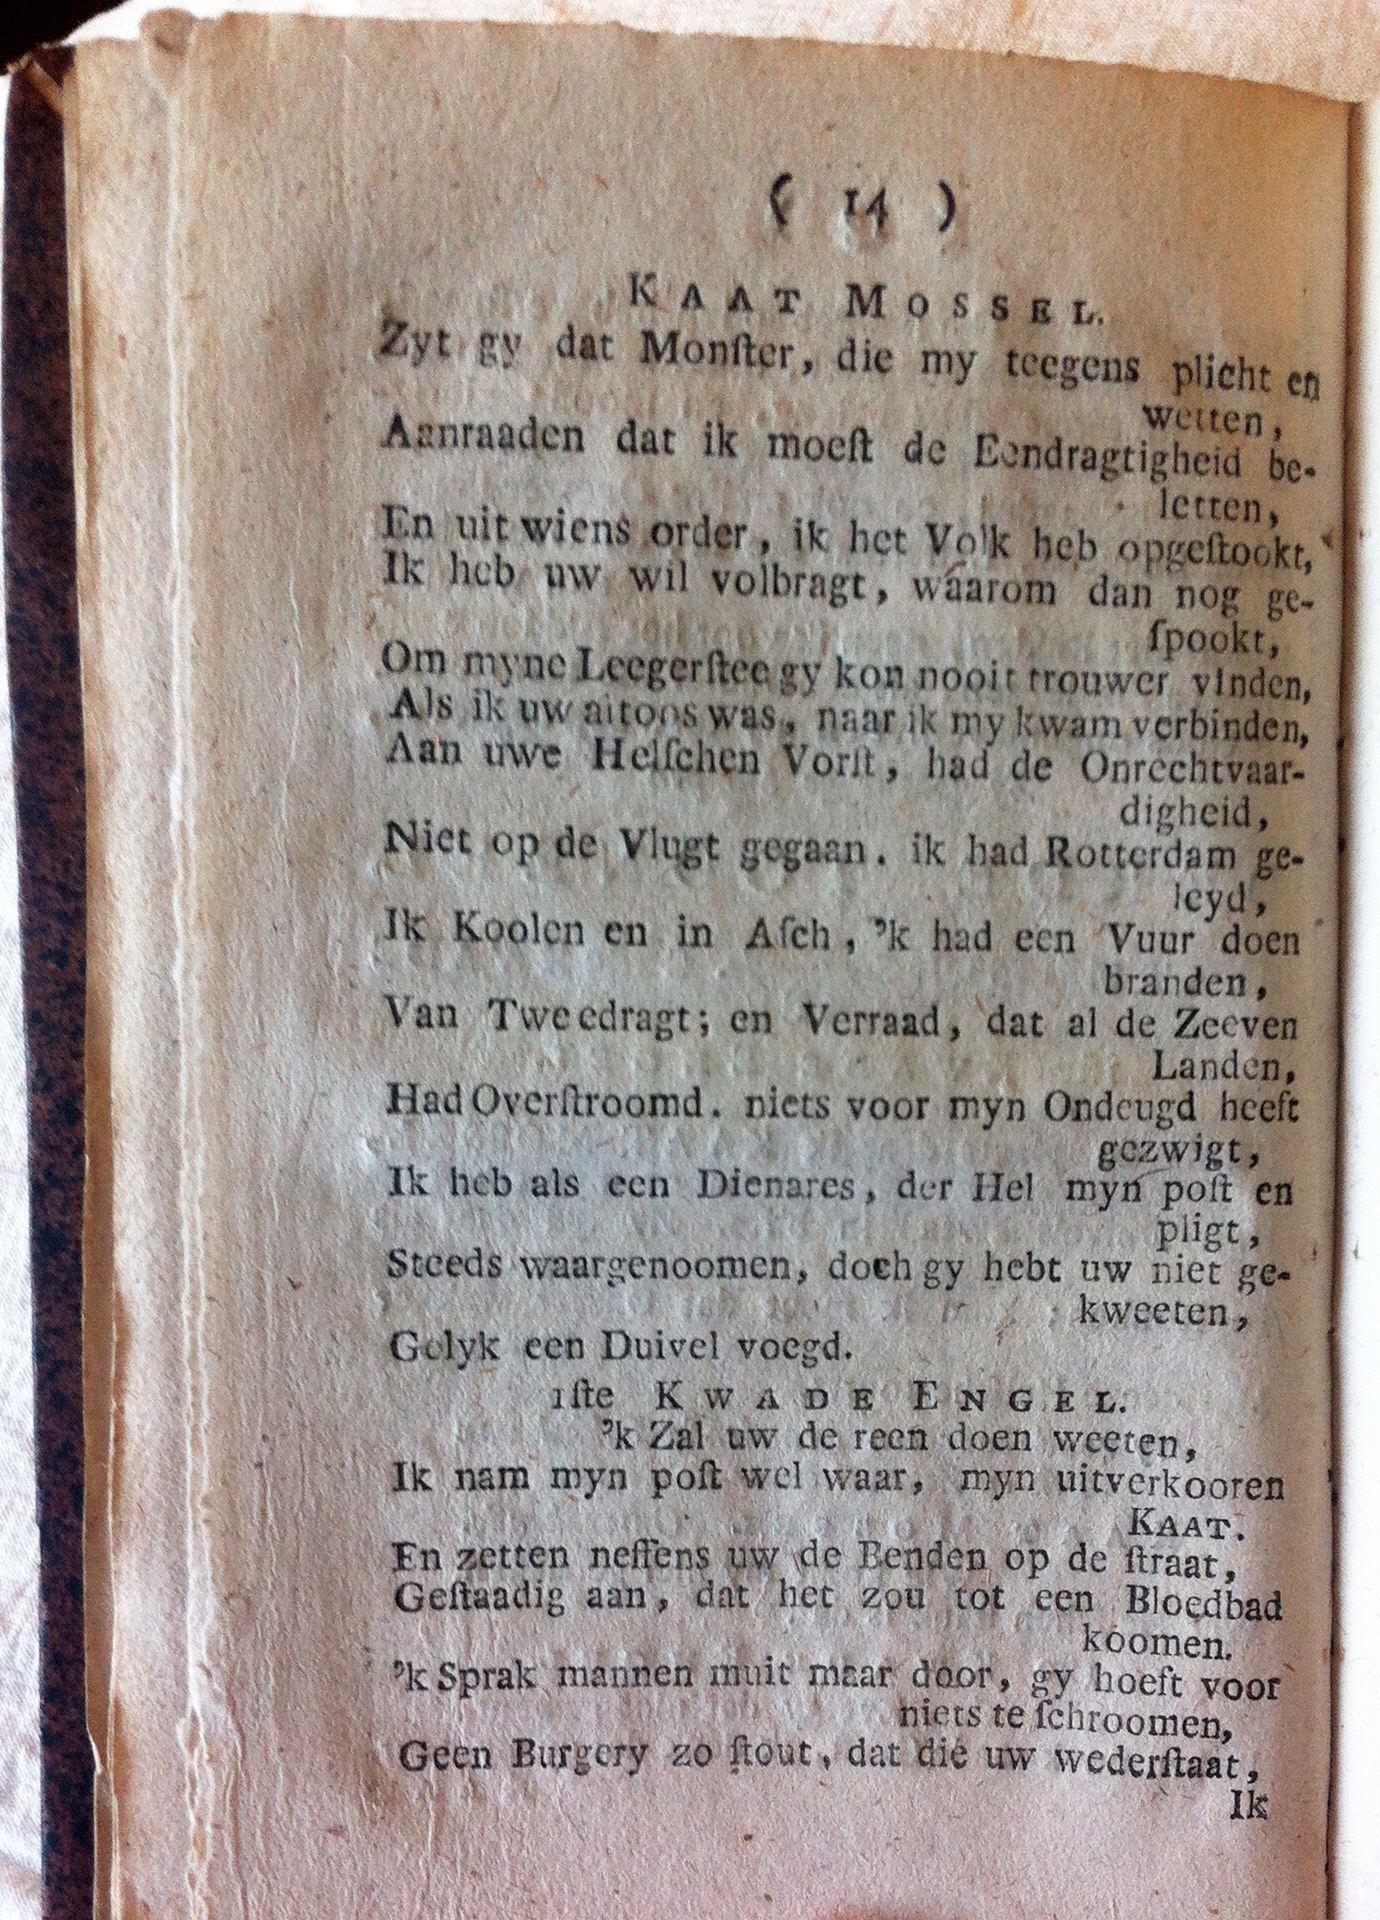 ( 14 )
KAAT MOSSEL.
Zyt gy dat Monſter, die my teegens plicht en
wetten,
Aanraaden dat ik moeſt de Eendragtigheid be-
letten,
En uit wiens order, ik het Volk heb opgeſtookt,
Ik heb uw wil volbragt, waarom dan nog ge-
ſpookt,
Om myne Leegerſtee gy kon nooit trouwer vinden,
Als ik uw altoos was, naar ik my kwam verbinden,
Aan uwe Helſchen Vorſt, had de Onrechtvaar-
digheid,
Niet op de Vlugt gegaan. ik had Rotterdam ge-
leyd,
Ik Koolen en in Aſch, 'k had een Vuur doen
branden,
Van Tweedragt; en Verraad, dat al de Zeeven
Landen,
Had Overſtroomd. niets voor myn Ondeugd heeft
gezwigt,
Ik heb als een Dienares, der Hel myn poſt en
pligt,
Steeds waargenoomen, doch gy hebt uw niet ge-
kweeten,
Gelyk een Duivel voegd.
1ſte KWADE ENGEL.
'k Zal uw de reen doen weeten,
Ik nam myn poſt wel waar, myn uitverkooren
KAAT.
En zetten neffens uw de Benden op de ſtraat,
Geſtaadig aan, dat het zou tot een Bloedbad
koomen.
'k Sprak mannen muit maar door, gy hoeft voor
niets te ſchroomen,
Geen Burgery zo ſtout, dat die uw wederſtaat,
Ik